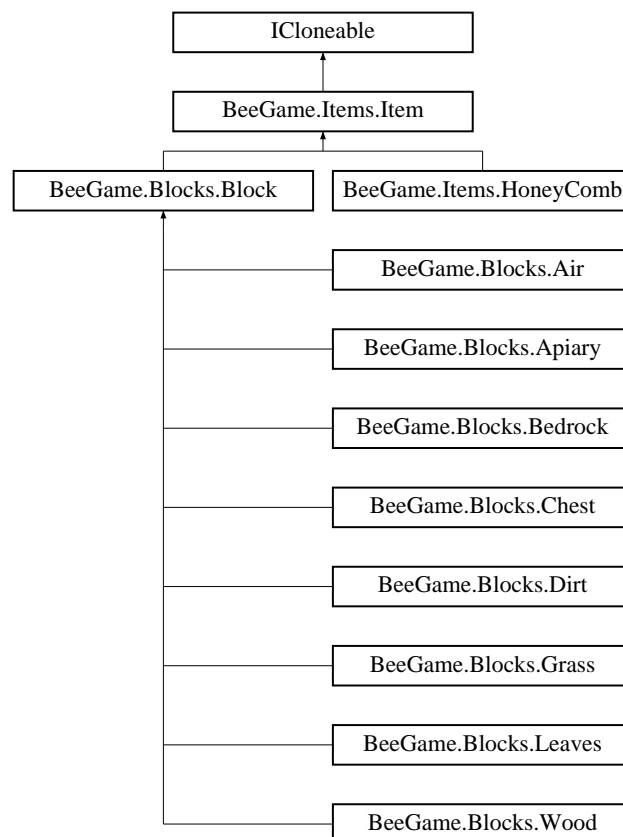 ICloneable
BeeGame.Items.Item
BeeGame.Blocks.Block
BeeGame.Items.HoneyComb
BeeGame.Blocks.Air
BeeGame.Blocks.Apiary
BeeGame.Blocks.Bedrock
BeeGame.Blocks.Chest
BeeGame.Blocks.Dirt
BeeGame.Blocks.Grass
BeeGame.Blocks.Leaves
BeeGame.Blocks.Wood